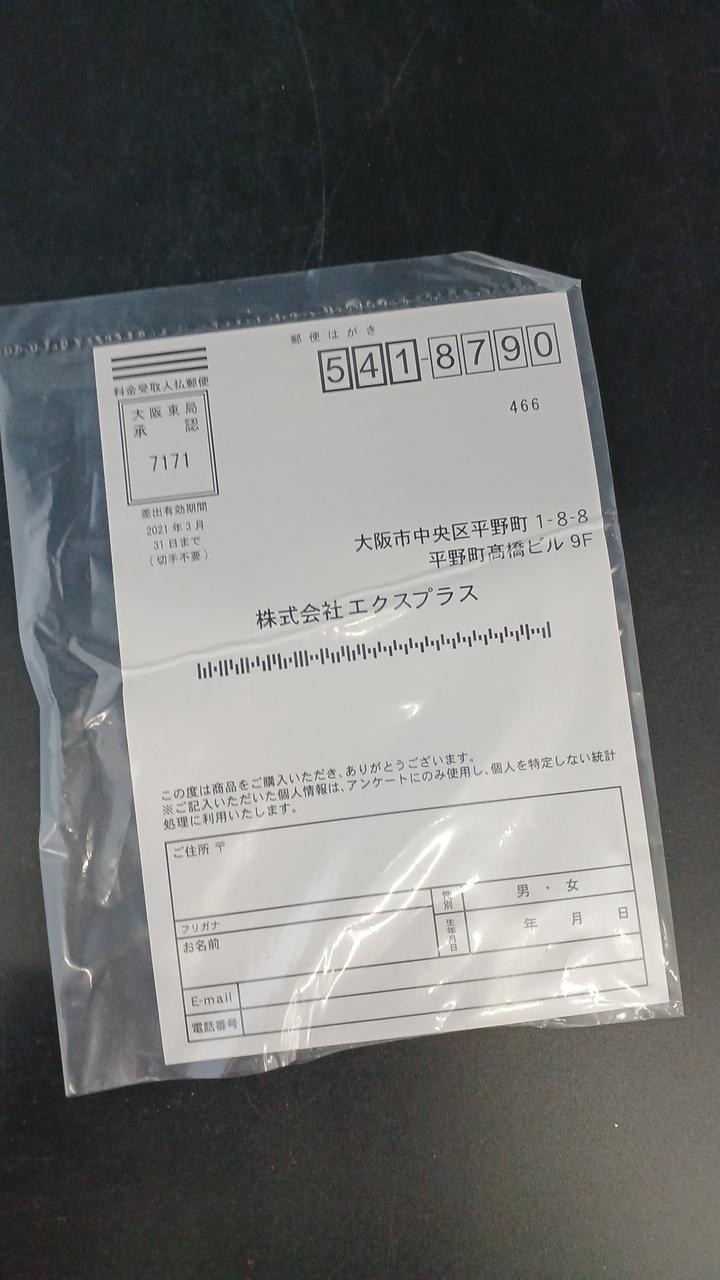 郵便はがき
541-8790
466
料金受取人払郵便
大阪東局
承認
7171
差出有効期間
2021年3月
31日まで
(切手不要)
大阪市中央区平野町 1-8-8
平野町髙橋ビル 9F
株式会社エクスプラス
この度は商品をご購入いただき、ありがとうございます。
※ご記入いただいた個人情報は、アンケートにのみ使用し、個人を特定しない統計
処理に利用いたします。
ご住所 〒
フリガナ
お名前
性別
男 ・ 女
生年月日
年 月 日
E-mail
電話番号